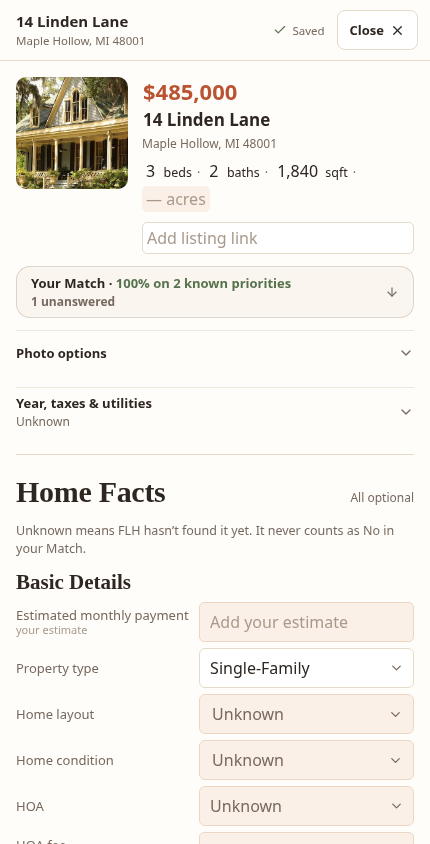 14 Linden Lane
Maple Hollow, MI 48001
Saved
Close
$485,000
14 Linden Lane
Maple Hollow, MI 48001
3 beds · 2 baths · 1,840 sqft ·
— acres
Add listing link
Your Match · 100% on 2 known priorities
1 unanswered
Photo options
Year, taxes & utilities
Unknown
Home Facts
All optional
Unknown means FLH hasn’t found it yet. It never counts as No in
your Match.
Basic Details
Estimated monthly payment
your estimate
Add your estimate
Property type
Single-Family
Home layout
Unknown
Home condition
Unknown
HOA
Unknown
HOA fee